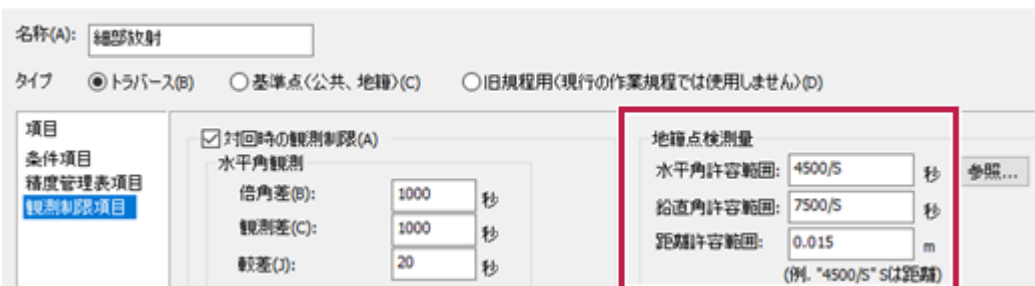 名称(A): 細部放射
タイプ ◉トラバース(B) ○基準点(公共、地籍)(C) ○旧規程用(現行の作業規程では使用しません)(D)
項目
条件項目
精度管理表項目
観測制限項目
☑対回時の観測制限(A)
水平角観測
倍角差(B): 1000 秒
観測差(C): 1000 秒
較差(J): 20 秒
地籍点検測量
水平角許容範囲: 4500/S 秒 参照...
鉛直角許容範囲: 7500/S 秒
距離許容範囲: 0.015 m
(例. "4500/S" Sは距離)